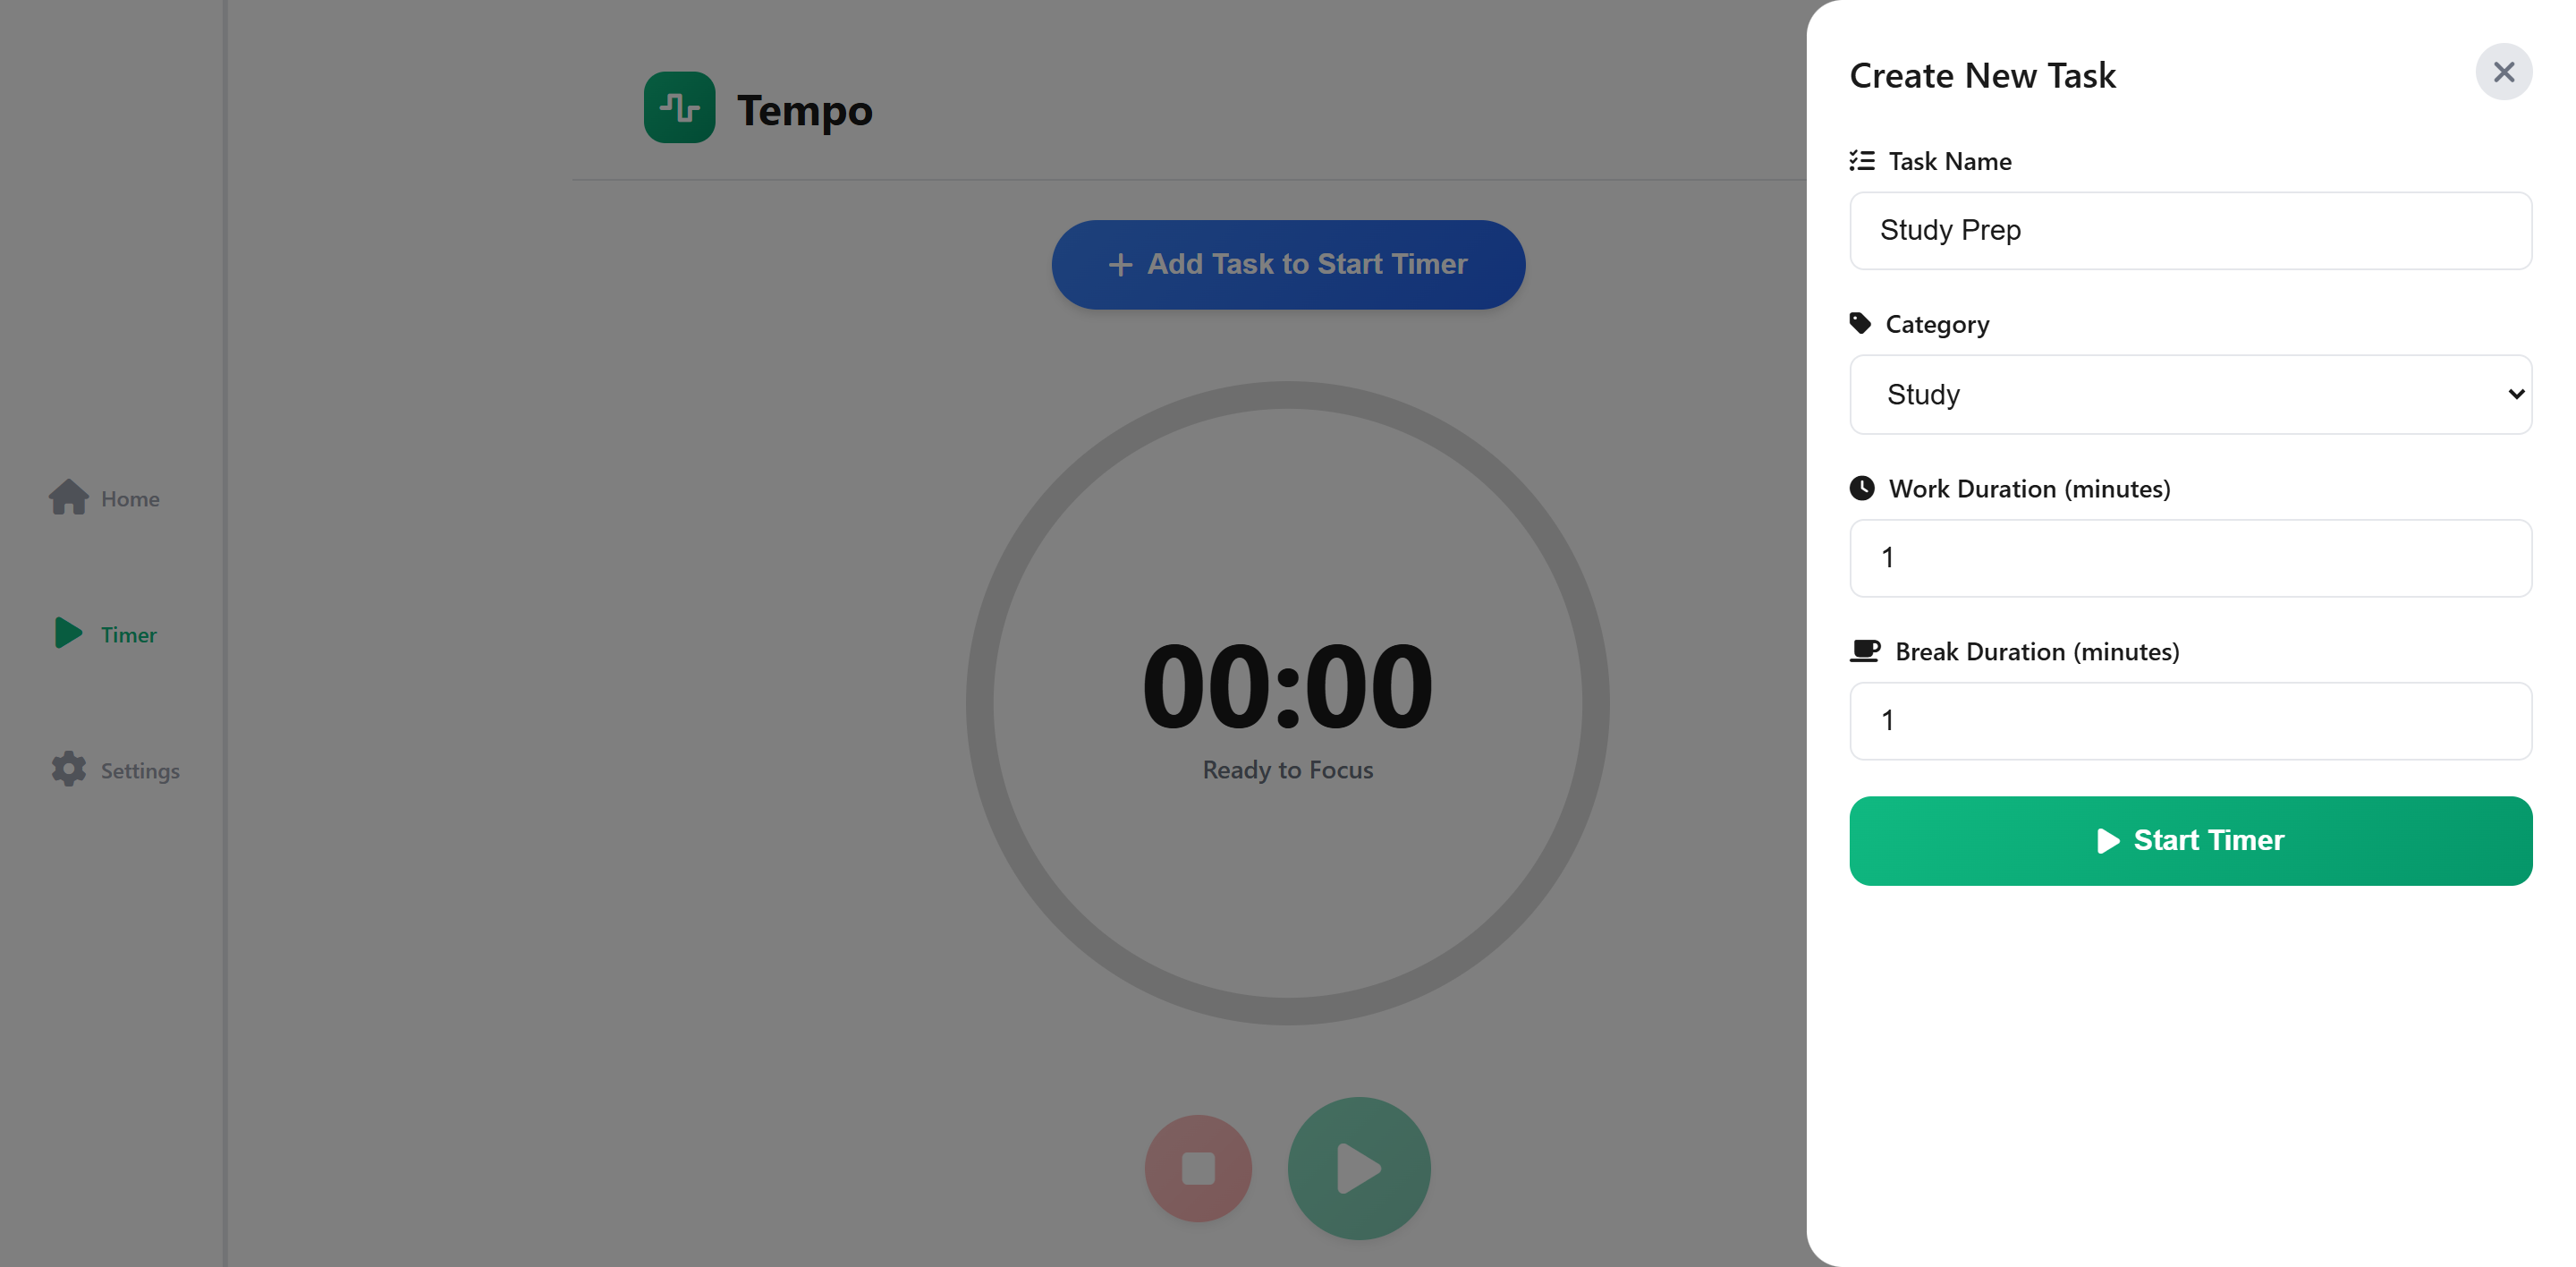 Home
Timer
Settings
Tempo
Add Task to Start Timer
00:00
Ready to Focus
Create New Task
Task Name
Study Prep
Category
Study
Work Duration (minutes)
1
Break Duration (minutes)
1
Start Timer